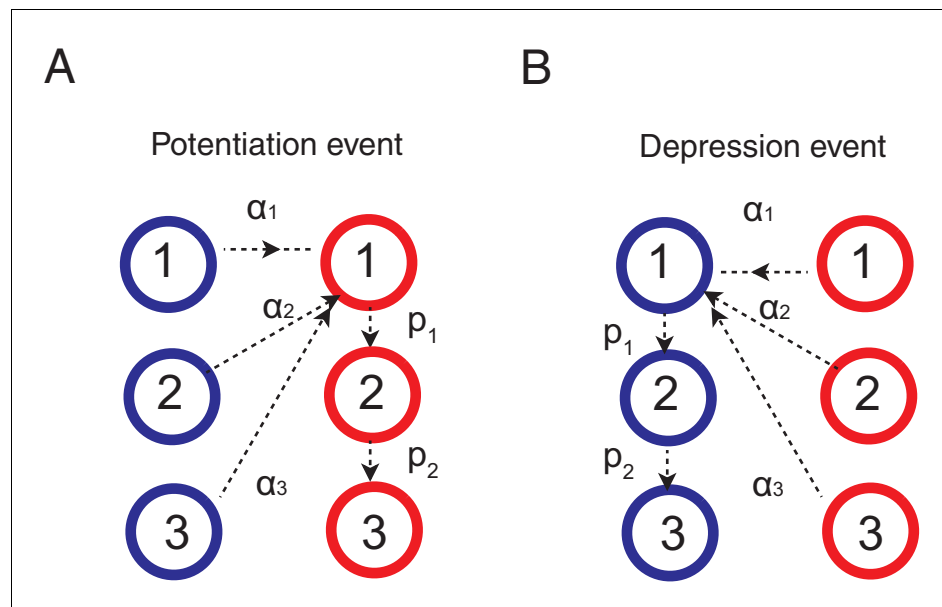 A
B
Potentiation event
Depression event
α1
α1
1
1
1
1
α2
α2
p1
p1
2
2
2
2
p2
p2
α3
α3
3
3
3
3